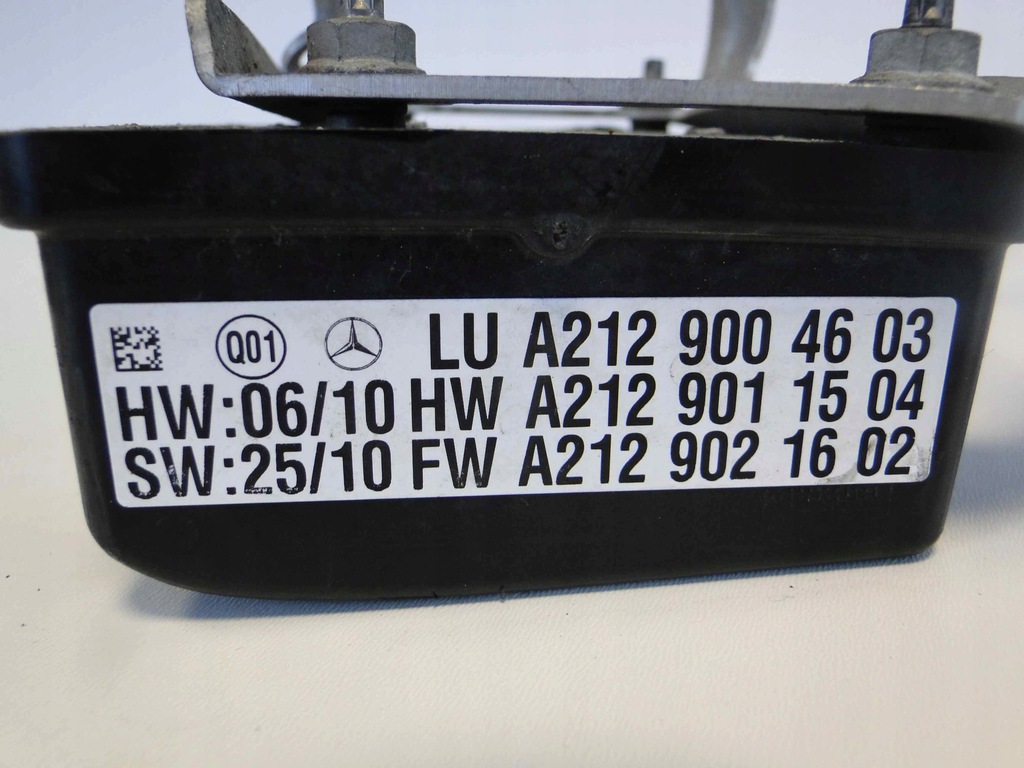 Q01 LU A212 900 46 03
HW:06/10 HW A212 901 15 04
SW:25/10 FW A212 902 16 02